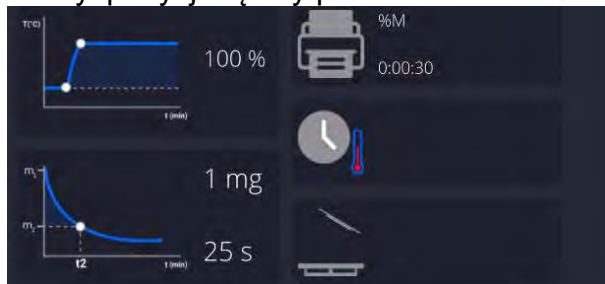 T(°C)
100 %
t (min)
%M
0:00:30
m₁
1 mg
m₂
25 s
t2
t (min)